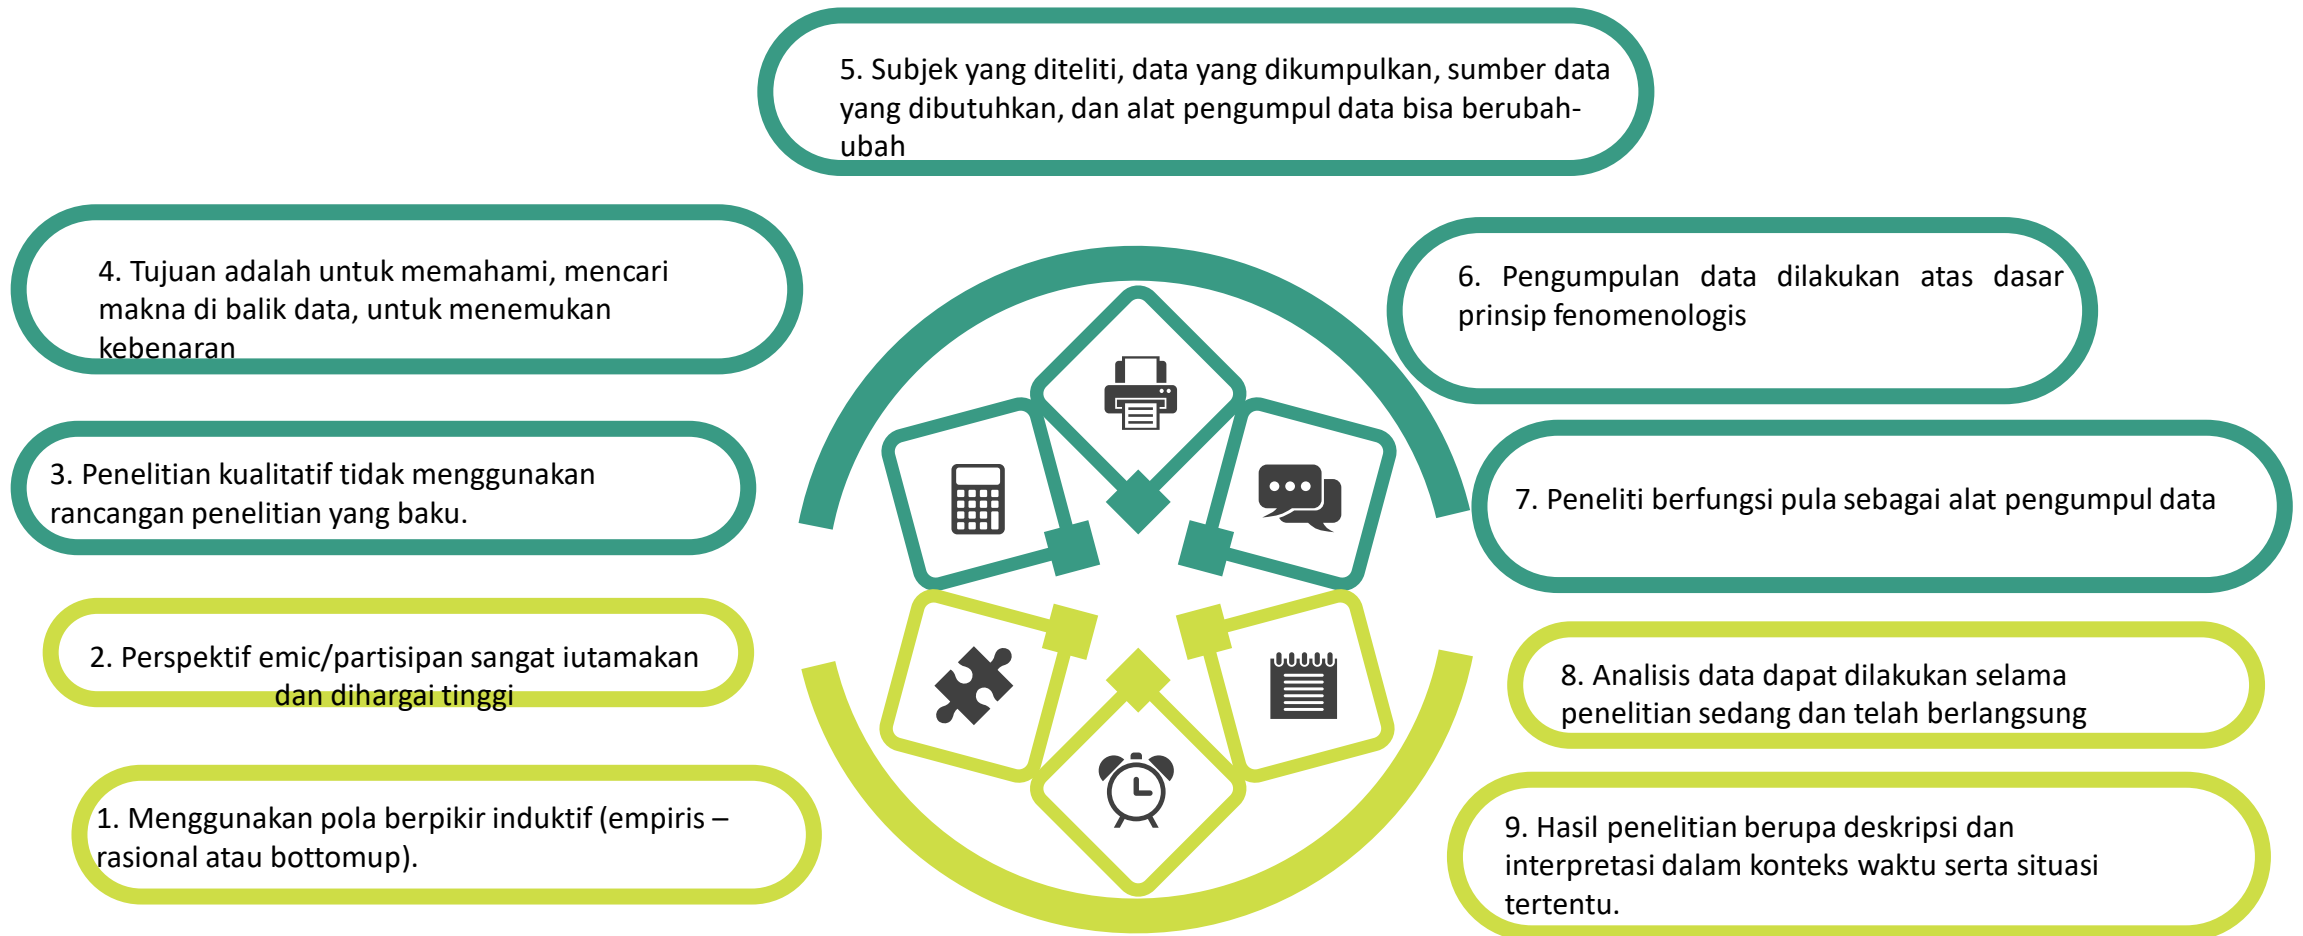 5. Subjek yang diteliti, data yang dikumpulkan, sumber data
yang dibutuhkan, dan alat pengumpul data bisa berubah-
ubah
4. Tujuan adalah untuk memahami, mencari
makna di balik data, untuk menemukan
kebenaran
6. Pengumpulan data dilakukan atas dasar
prinsip fenomenologis
3. Penelitian kualitatif tidak menggunakan
rancangan penelitian yang baku.
7. Peneliti berfungsi pula sebagai alat pengumpul data
2. Perspektif emic/partisipan sangat iutamakan
dan dihargai tinggi
8. Analisis data dapat dilakukan selama
penelitian sedang dan telah berlangsung
1. Menggunakan pola berpikir induktif (empiris –
rasional atau bottomup).
9. Hasil penelitian berupa deskripsi dan
interpretasi dalam konteks waktu serta situasi
tertentu.